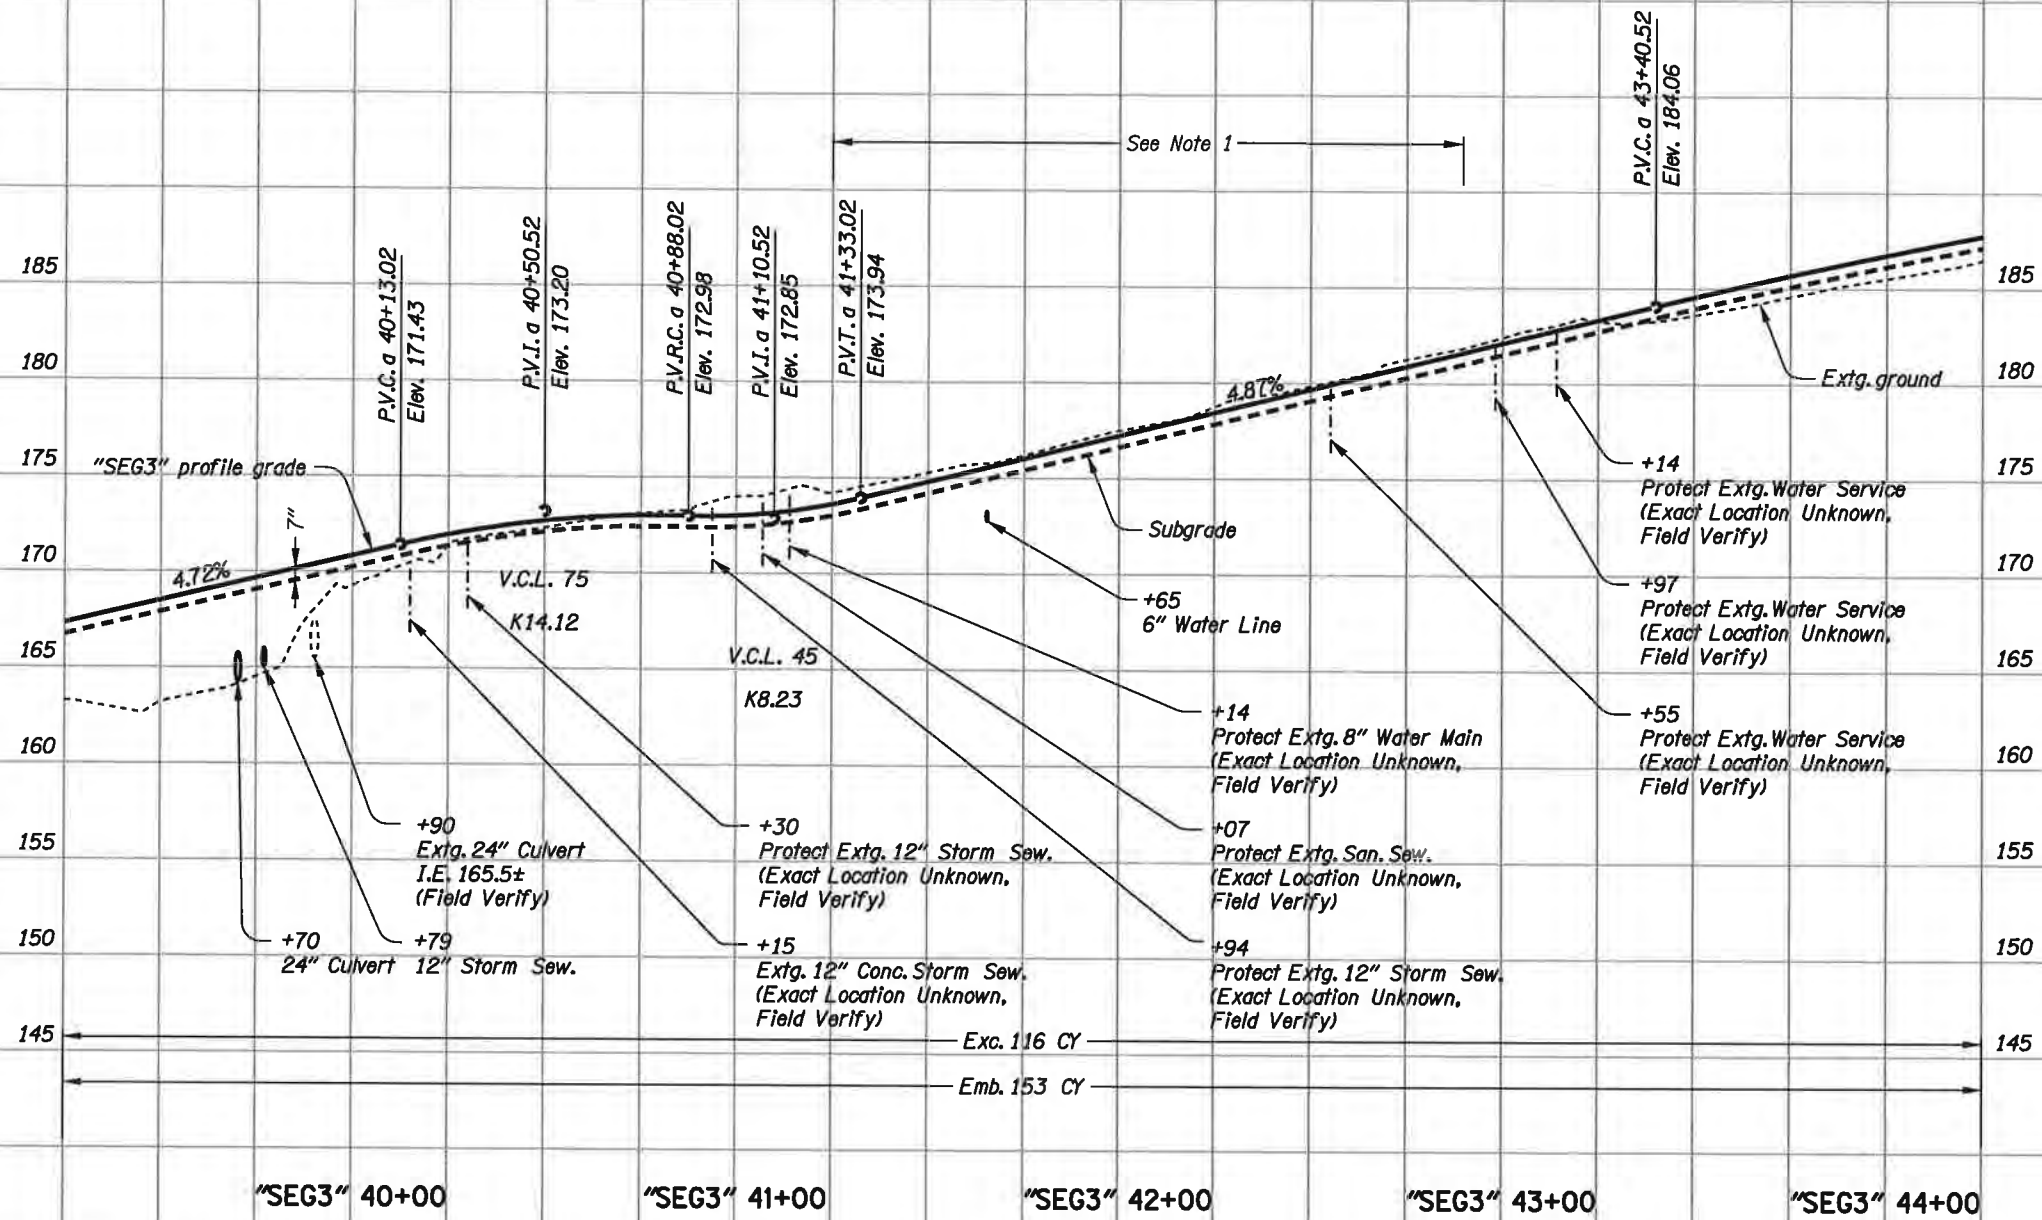 P.V.C. a 43+40.52
Elev. 184.06
See Note 1
P.V.C. a 40+13.02
Elev. 171.43
P.V.I. a 40+50.52
Elev. 173.20
P.V.R.C. a 40+88.02
Elev. 172.98
P.V.I. a 41+10.52
Elev. 172.85
P.V.T. a 41+33.02
Elev. 173.94
185
185
180
180
175
175
170
170
165
165
160
160
155
155
150
150
145
145
"SEG3" profile grade
7"
4.72%
4.87%
Extg. ground
Subgrade
V.C.L. 75
K14.12
V.C.L. 45
K8.23
+65
6" Water Line
+14
Protect Extg. Water Service
(Exact Location Unknown,
Field Verify)
+97
Protect Extg. Water Service
(Exact Location Unknown,
Field Verify)
+55
Protect Extg. Water Service
(Exact Location Unknown,
Field Verify)
+14
Protect Extg. 8" Water Main
(Exact Location Unknown,
Field Verify)
+07
Protect Extg. San. Sew.
(Exact Location Unknown,
Field Verify)
+94
Protect Extg. 12" Storm Sew.
(Exact Location Unknown,
Field Verify)
+30
Protect Extg. 12" Storm Sew.
(Exact Location Unknown,
Field Verify)
+15
Extg. 12" Conc. Storm Sew.
(Exact Location Unknown,
Field Verify)
+90
Extg. 24" Culvert
I.E. 165.5±
(Field Verify)
+70
24" Culvert
+79
12" Storm Sew.
Exc. 116 CY
Emb. 153 CY
"SEG3" 40+00
"SEG3" 41+00
"SEG3" 42+00
"SEG3" 43+00
"SEG3" 44+00